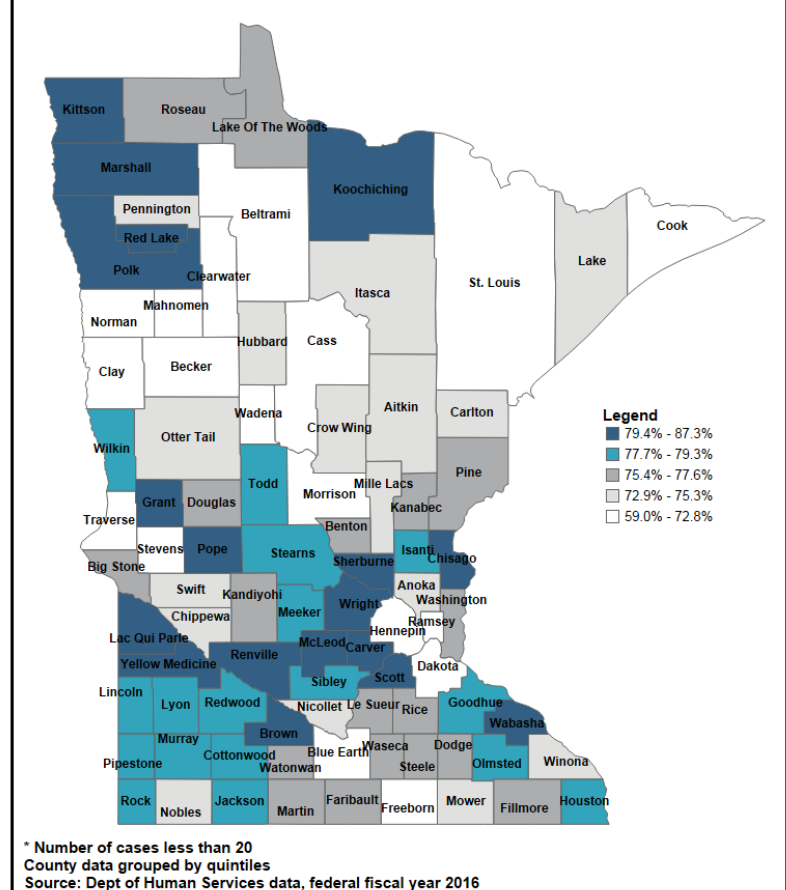 Kittson
Roseau
Lake Of The Woods
Marshall
Koochiching
Pennington
Beltrami
Cook
Red Lake
Lake
Polk
Clearwater
St. Louis
Itasca
Mahnomen
Norman
Hubbard
Cass
Becker
Clay
Aitkin
Wadena
Carlton
Crow Wing
Otter Tail
Legend
79.4% - 87.3%
77.7% - 79.3%
75.4% - 77.6%
72.9% - 75.3%
59.0% - 72.8%
Wilkin
Pine
Todd
Mille Lacs
Morrison
Grant
Douglas
Kanabec
Traverse
Benton
Stevens
Pope
Stearns
Isanti
Chisago
Sherburne
Big Stone
Anoka
Swift
Kandiyohi
Washington
Wright
Meeker
Chippewa
Ramsey
Hennepin
Lac Qui Parle
McLeod
Carver
Renville
Yellow Medicine
Dakota
Scott
Sibley
Lincoln
Redwood
Goodhue
Lyon
Nicollet
Le Sueur
Rice
Wabasha
Brown
Murray
Blue Earth
Waseca
Dodge
Cottonwood
Pipestone
Winona
Watonwan
Steele
Olmsted
Rock
Jackson
Faribault
Mower
Houston
Nobles
Martin
Freeborn
Fillmore
* Number of cases less than 20
County data grouped by quintiles
Source: Dept of Human Services data, federal fiscal year 2016